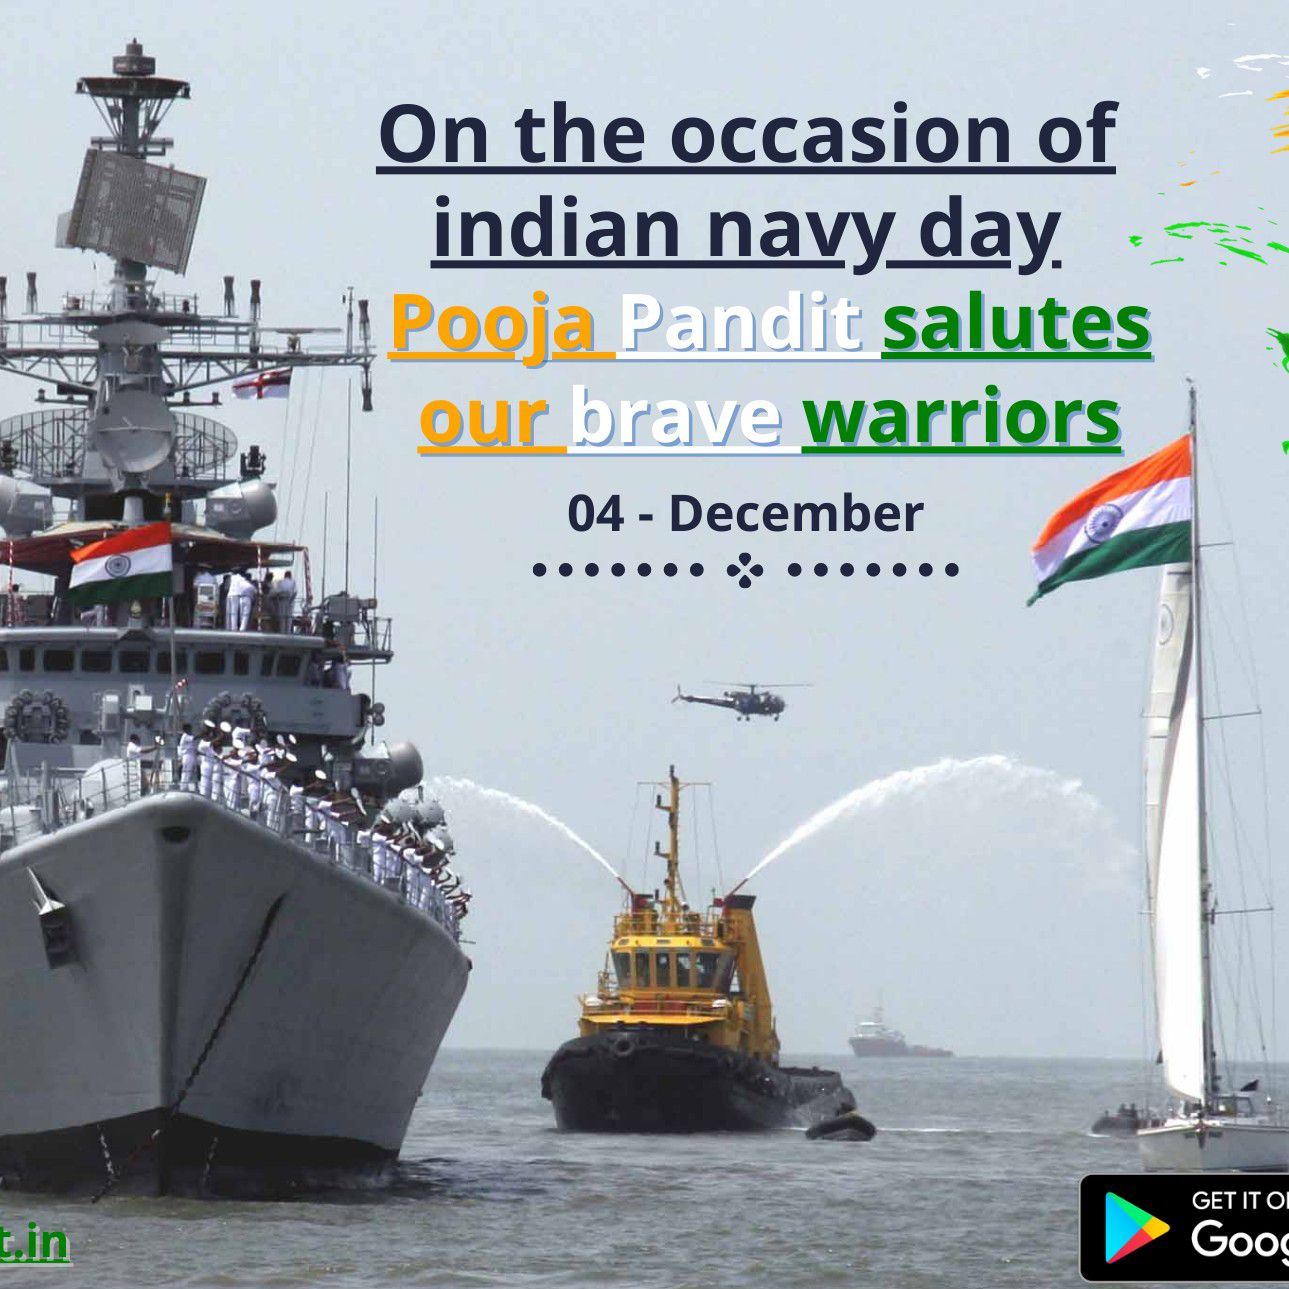 On the occasion of
indian navy day
Pooja Pandit salutes
our brave warriors
04 - December
t.in
GET IT O
Goog